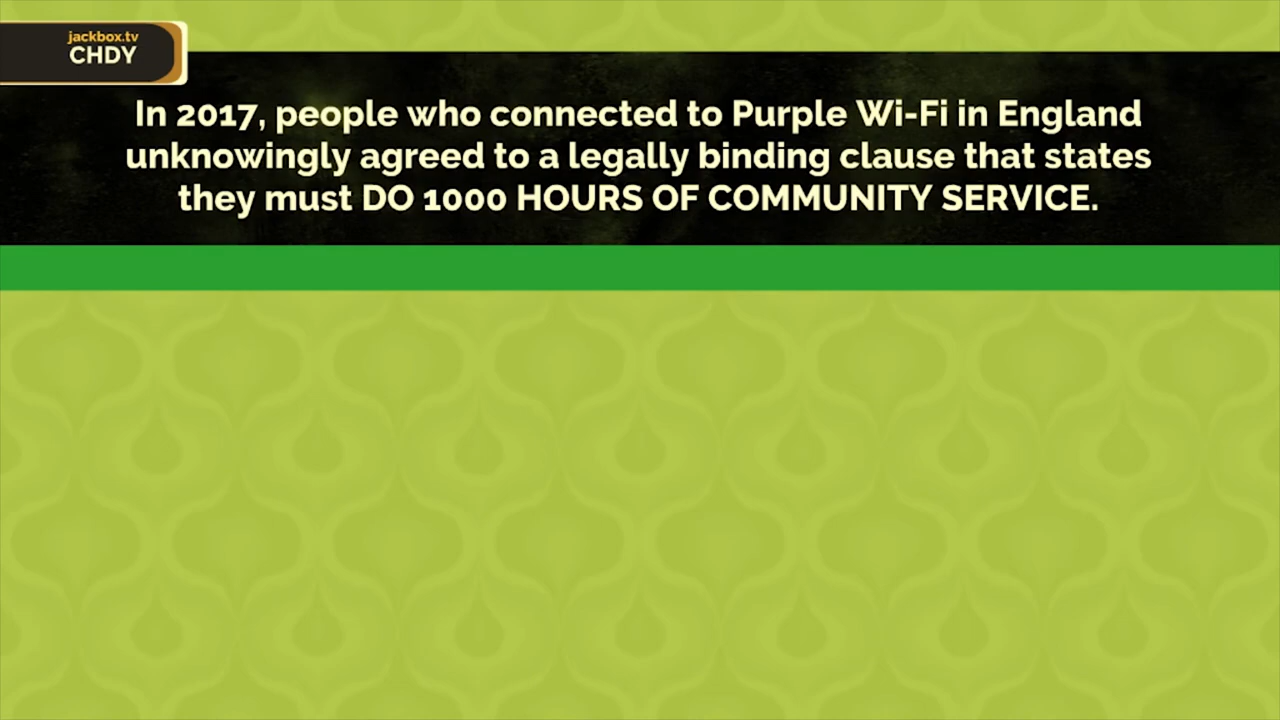 jackbox.tv
CHDY
In 2017, people who connected to Purple Wi-Fi in England
unknowingly agreed to a legally binding clause that states
they must DO 1000 HOURS OF COMMUNITY SERVICE.